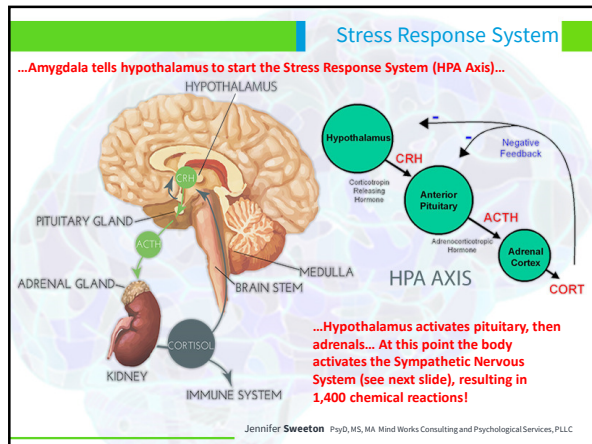 Stress Response System
…Amygdala tells hypothalamus to start the Stress Response System (HPA Axis)…
HYPOTHALAMUS
CRH
PITUITARY GLAND
ACTH
ADRENAL GLAND
MEDULLA
BRAIN STEM
CORTISOL
KIDNEY
IMMUNE SYSTEM
Hypothalamus
-
-
Negative
Feedback
CRH
Corticotropin
Releasing
Hormone
Anterior
Pituitary
ACTH
Adrenocorticotropic
Hormone
Adrenal
Cortex
CORT
HPA AXIS
…Hypothalamus activates pituitary, then
adrenals… At this point the body
activates the Sympathetic Nervous
System (see next slide), resulting in
1,400 chemical reactions!
Jennifer Sweeton PsyD, MS, MA Mind Works Consulting and Psychological Services, PLLC